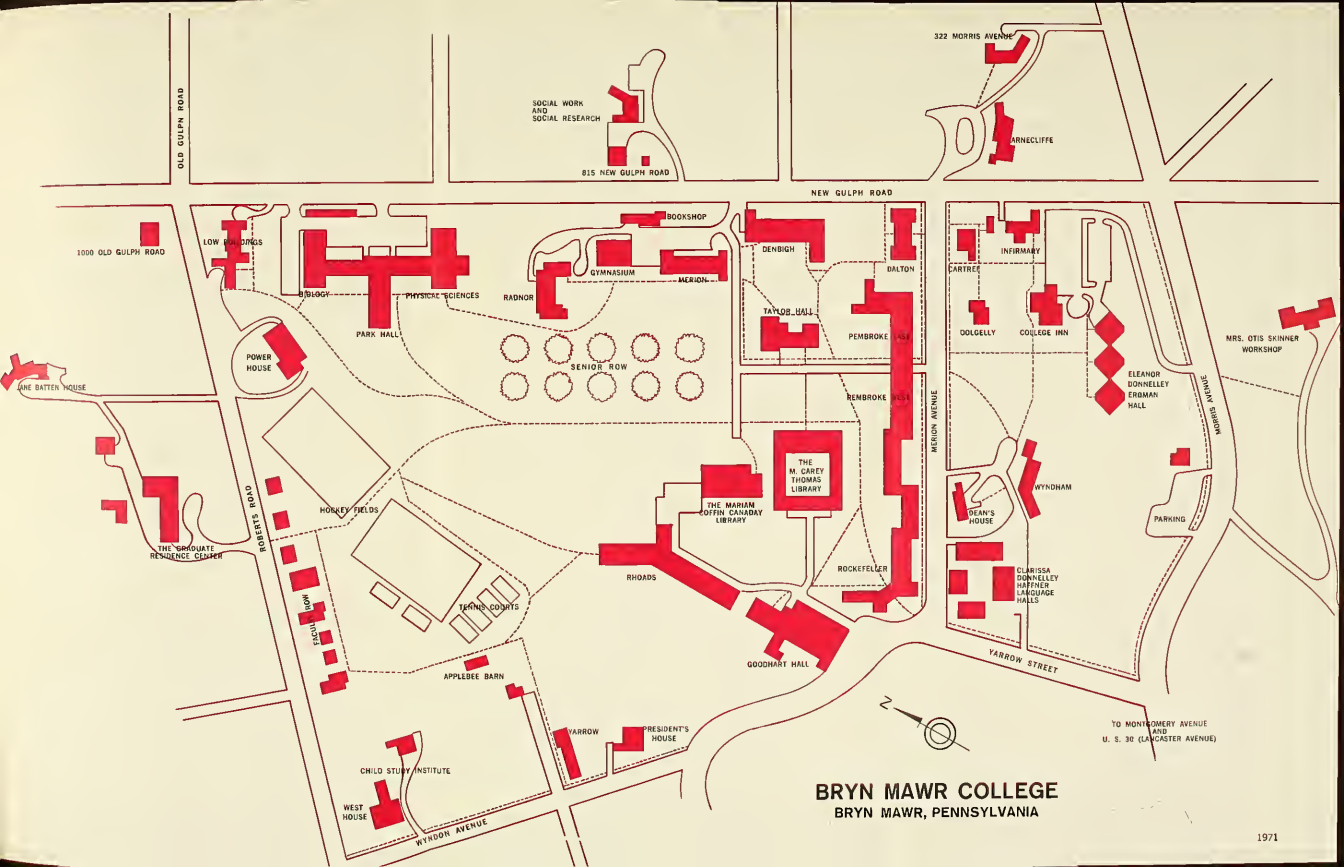 322 MORRIS AVENUE
OLD GULPH ROAD
SOCIAL WORK
AND
SOCIAL RESEARCH
ARNECLIFFE
815 NEW GULPH ROAD
NEW GULPH ROAD
1000 OLD GULPH ROAD
LOW BUILDINGS
BOOKSHOP
DENBIGH
DALTON
INFIRMARY
CARTREF
GYMNASIUM
MERION
BIOLOGY
PHYSICAL SCIENCES
RADNOR
PARK HALL
TAYLOR HALL
PEMBROKE EAST
DOLGELLY
COLLEGE INN
MRS. OTIS SKINNER
WORKSHOP
POWER
HOUSE
SENIOR ROW
JANE BATTEN HOUSE
ELEANOR
DONNELLEY
ERDMAN
HALL
PEMBROKE WEST
MERION AVENUE
MORRIS AVENUE
THE
M. CAREY
THOMAS
LIBRARY
WYNDHAM
ROBERTS ROAD
HOCKEY FIELDS
THE MARIAM
COFFIN CANADAY
LIBRARY
DEAN'S
HOUSE
PARKING
THE GRADUATE
RESIDENCE CENTER
RHOADS
ROCKEFELLER
CLARISSA
DONNELLEY
HAFFNER
LANGUAGE
HALLS
FACULTY ROW
TENNIS COURTS
GOODHART HALL
YARROW STREET
APPLEBEE BARN
N
TO MONTGOMERY AVENUE
AND
U. S. 30 (LANCASTER AVENUE)
YARROW
PRESIDENT'S
HOUSE
CHILD STUDY INSTITUTE
WEST
HOUSE
WYNDON AVENUE
BRYN MAWR COLLEGE
BRYN MAWR, PENNSYLVANIA
1971